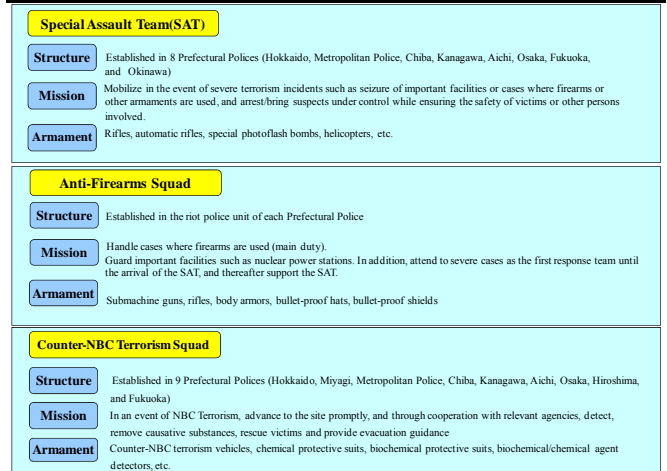 Special Assault Team(SAT)
Structure
Established in 8 Prefectural Polices (Hokkaido, Metropolitan Police, Chiba, Kanagawa, Aichi, Osaka, Fukuoka,
and Okinawa)
Mission
Mobilize in the event of severe terrorism incidents such as seizure of important facilities or cases where firearms or
other armaments are used, and arrest/bring suspects under control while ensuring the safety of victims or other persons
involved.
Armament
Rifles, automatic rifles, special photoflash bombs, helicopters, etc.
Anti-Firearms Squad
Structure
Established in the riot police unit of each Prefectural Police
Mission
Handle cases where firearms are used (main duty).
Guard important facilities such as nuclear power stations. In addition, attend to severe cases as the first response team until
the arrival of the SAT, and thereafter support the SAT.
Armament
Submachine guns, rifles, body armors, bullet-proof hats, bullet-proof shields
Counter-NBC Terrorism Squad
Structure
Established in 9 Prefectural Polices (Hokkaido, Miyagi, Metropolitan Police, Chiba, Kanagawa, Aichi, Osaka, Hiroshima,
and Fukuoka)
Mission
In an event of NBC Terrorism, advance to the site promptly, and through cooperation with relevant agencies, detect,
remove causative substances, rescue victims and provide evacuation guidance
Armament
Counter-NBC terrorism vehicles, chemical protective suits, biochemical protective suits, biochemical/chemical agent
detectors, etc.